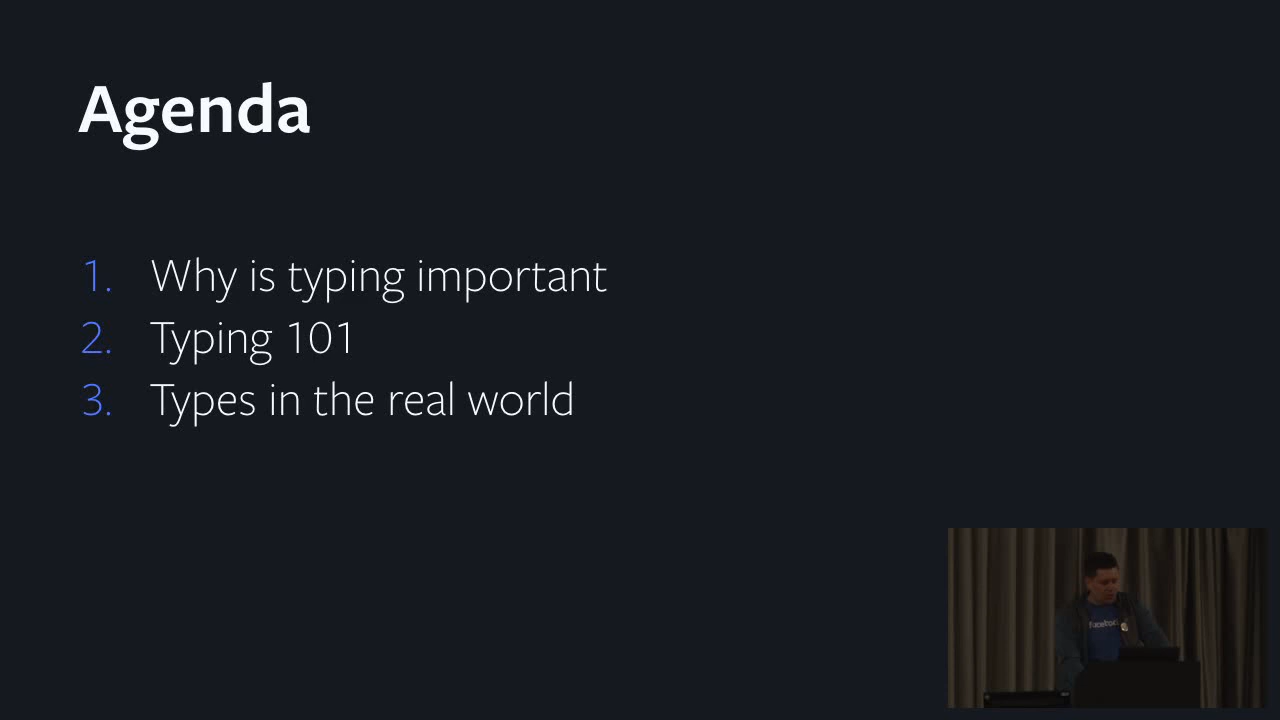 Agenda
1. Why is typing important
2. Typing 101
3. Types in the real world